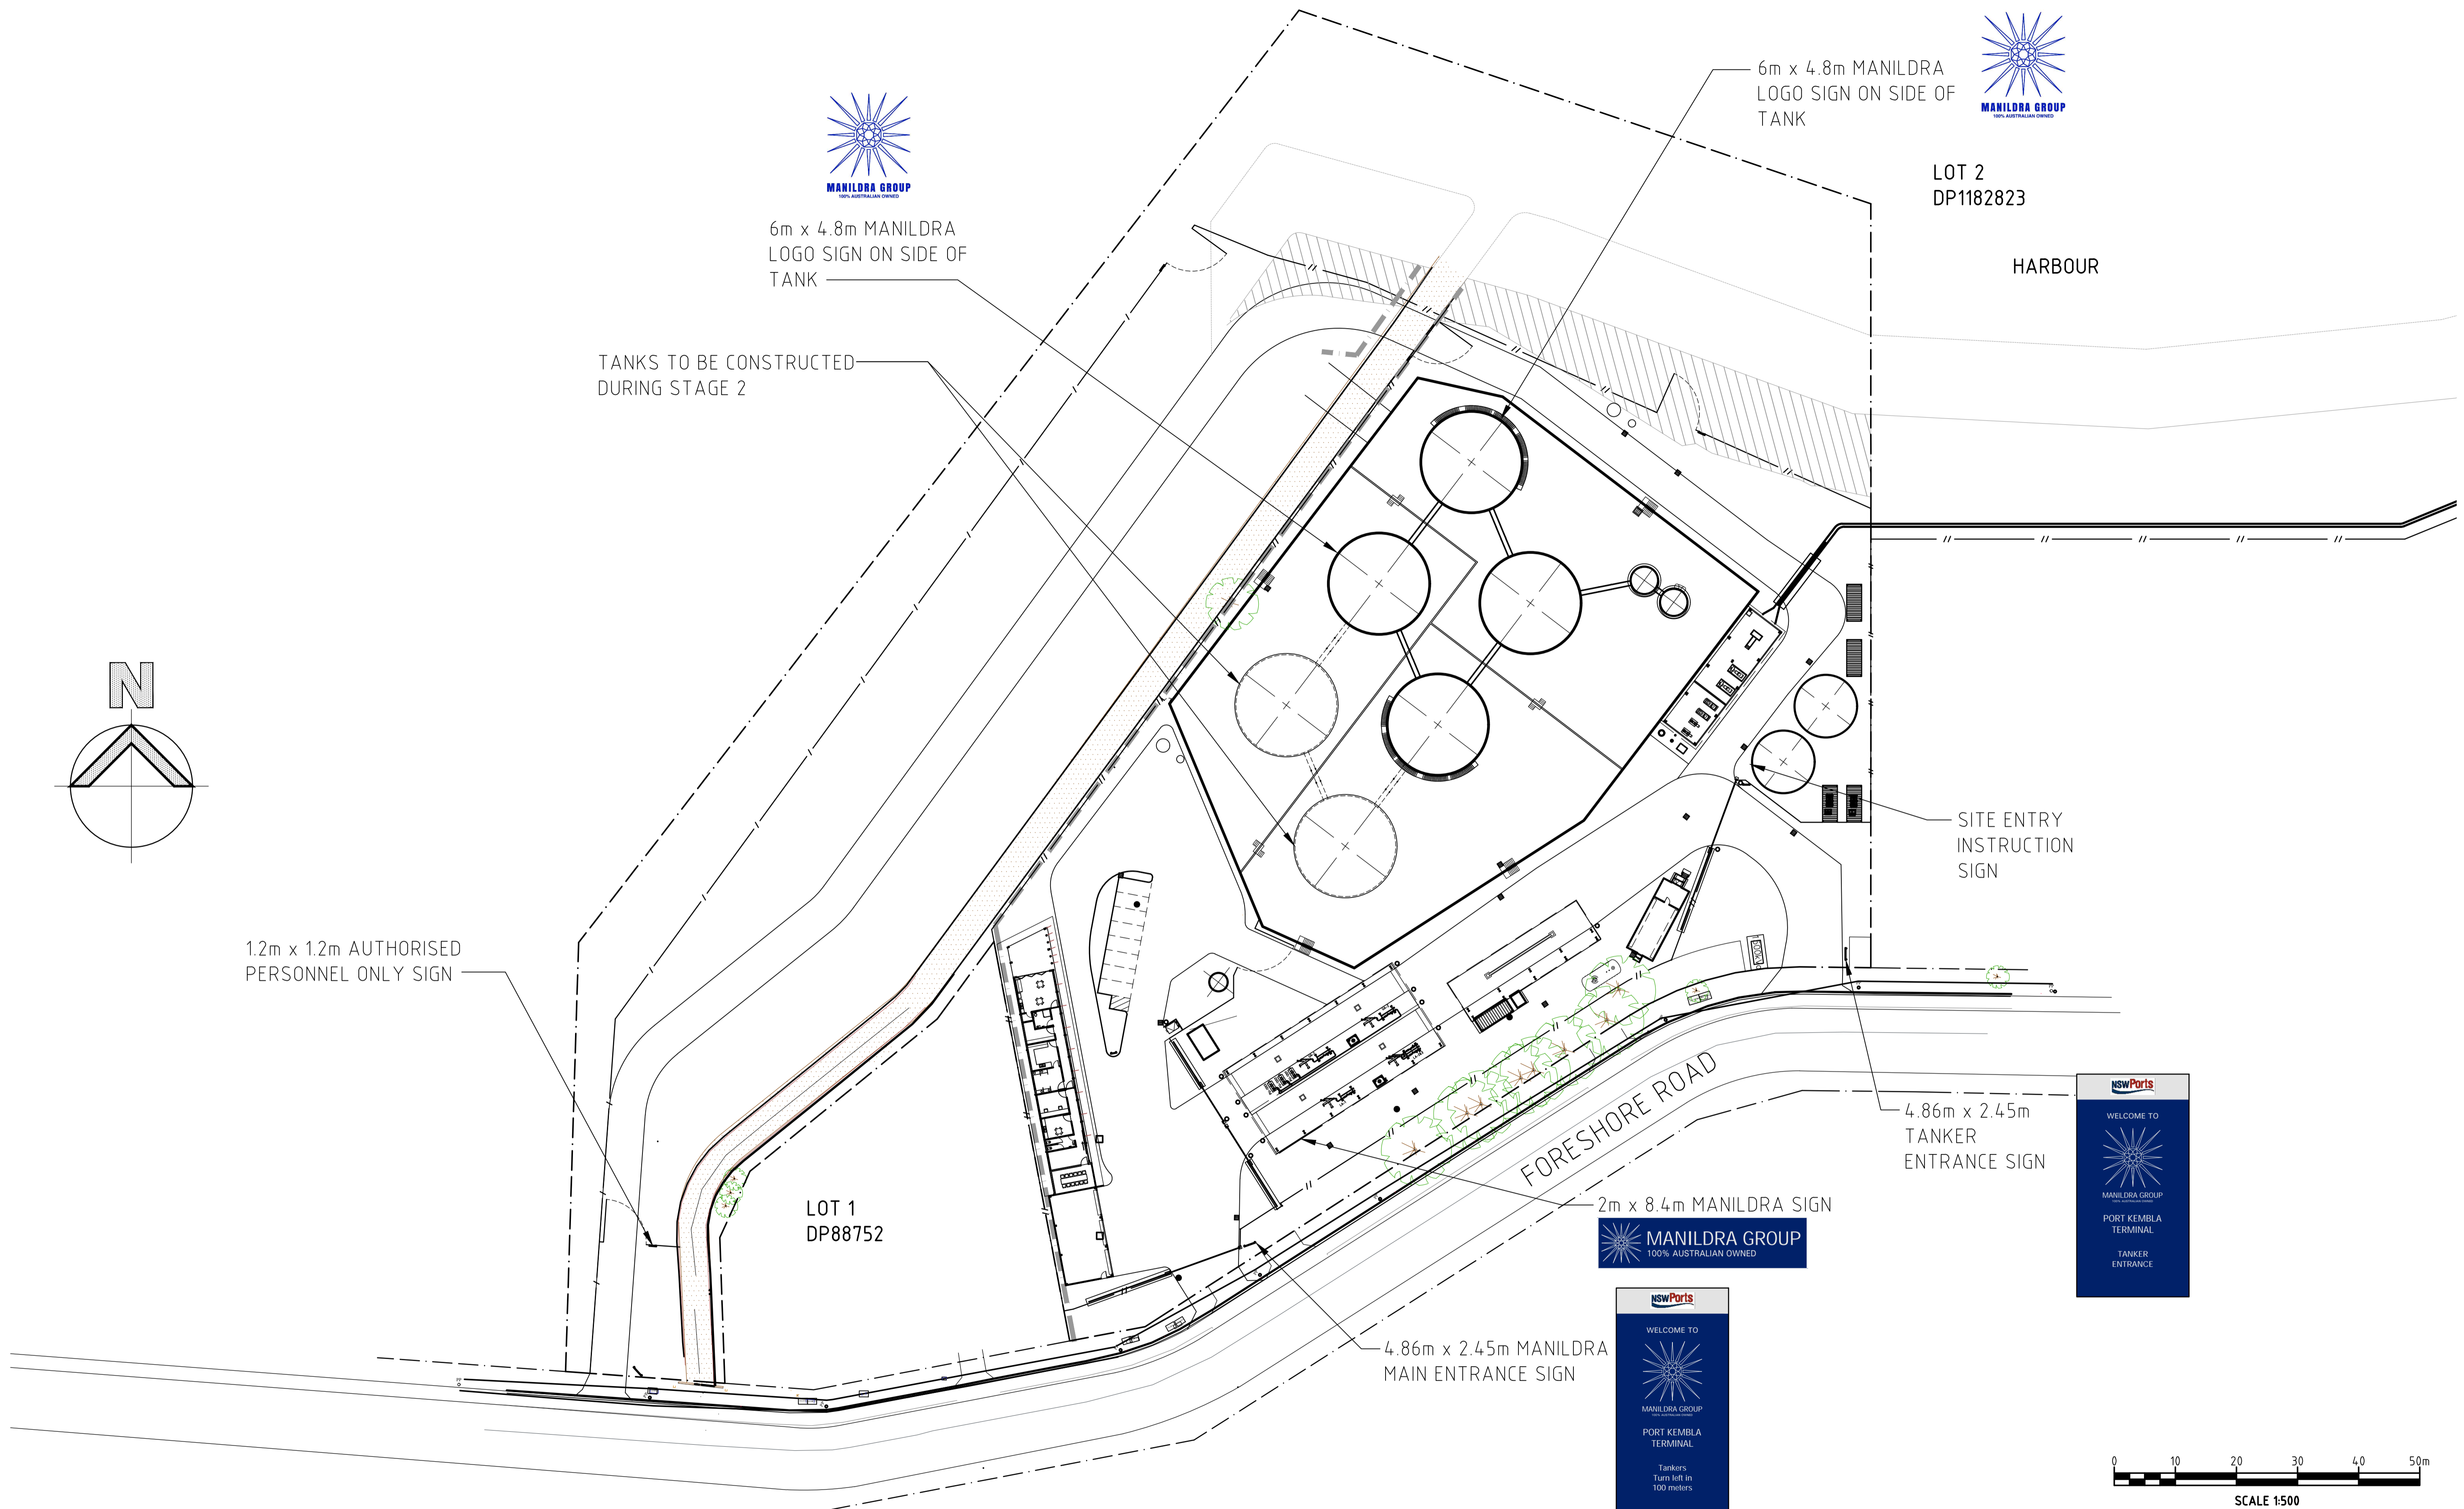 MANILDRA GROUP
100% AUSTRALIAN OWNED
6m x 4.8m MANILDRA
LOGO SIGN ON SIDE OF
TANK
6m x 4.8m MANILDRA
LOGO SIGN ON SIDE OF
TANK
MANILDRA GROUP
100% AUSTRALIAN OWNED
LOT 2
DP1182823
HARBOUR
TANKS TO BE CONSTRUCTED
DURING STAGE 2
N
SITE ENTRY
INSTRUCTION
SIGN
1.2m x 1.2m AUTHORISED
PERSONNEL ONLY SIGN
LOT 1
DP88752
FORESHORE ROAD
4.86m x 2.45m
TANKER
ENTRANCE SIGN
NSWPorts
WELCOME TO
MANILDRA GROUP
100% AUSTRALIAN OWNED
PORT KEMBLA
TERMINAL
TANKER
ENTRANCE
2m x 8.4m MANILDRA SIGN
MANILDRA GROUP
100% AUSTRALIAN OWNED
4.86m x 2.45m MANILDRA
MAIN ENTRANCE SIGN
NSWPorts
WELCOME TO
MANILDRA GROUP
100% AUSTRALIAN OWNED
PORT KEMBLA
TERMINAL
Tankers
Turn left in
100 meters
0 10 20 30 40 50m
SCALE 1:500